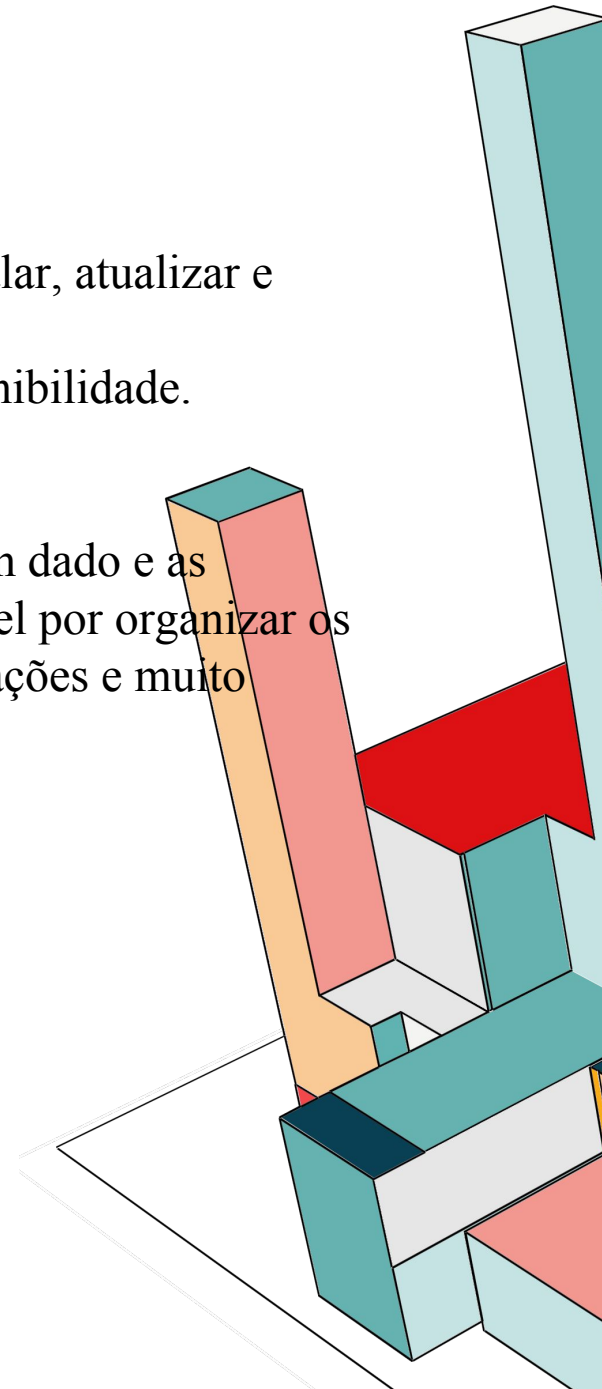 lar, atualizar e
nibilidade.
dado e as
el por organizar os
ações e muito